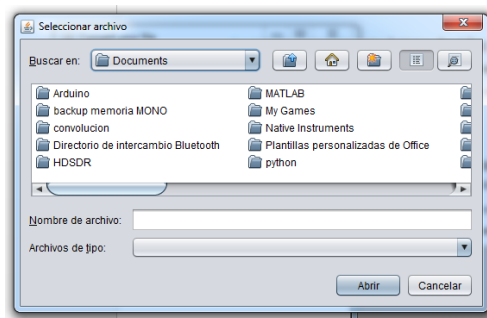 Seleccionar archivo
Buscar en: Documents
Arduino
backup memoria MONO
convolucion
Directorio de intercambio Bluetooth
HDSDR
MATLAB
My Games
Native Instruments
Plantillas personalizadas de Office
python
Nombre de archivo:
Archivos de tipo:
Abrir Cancelar